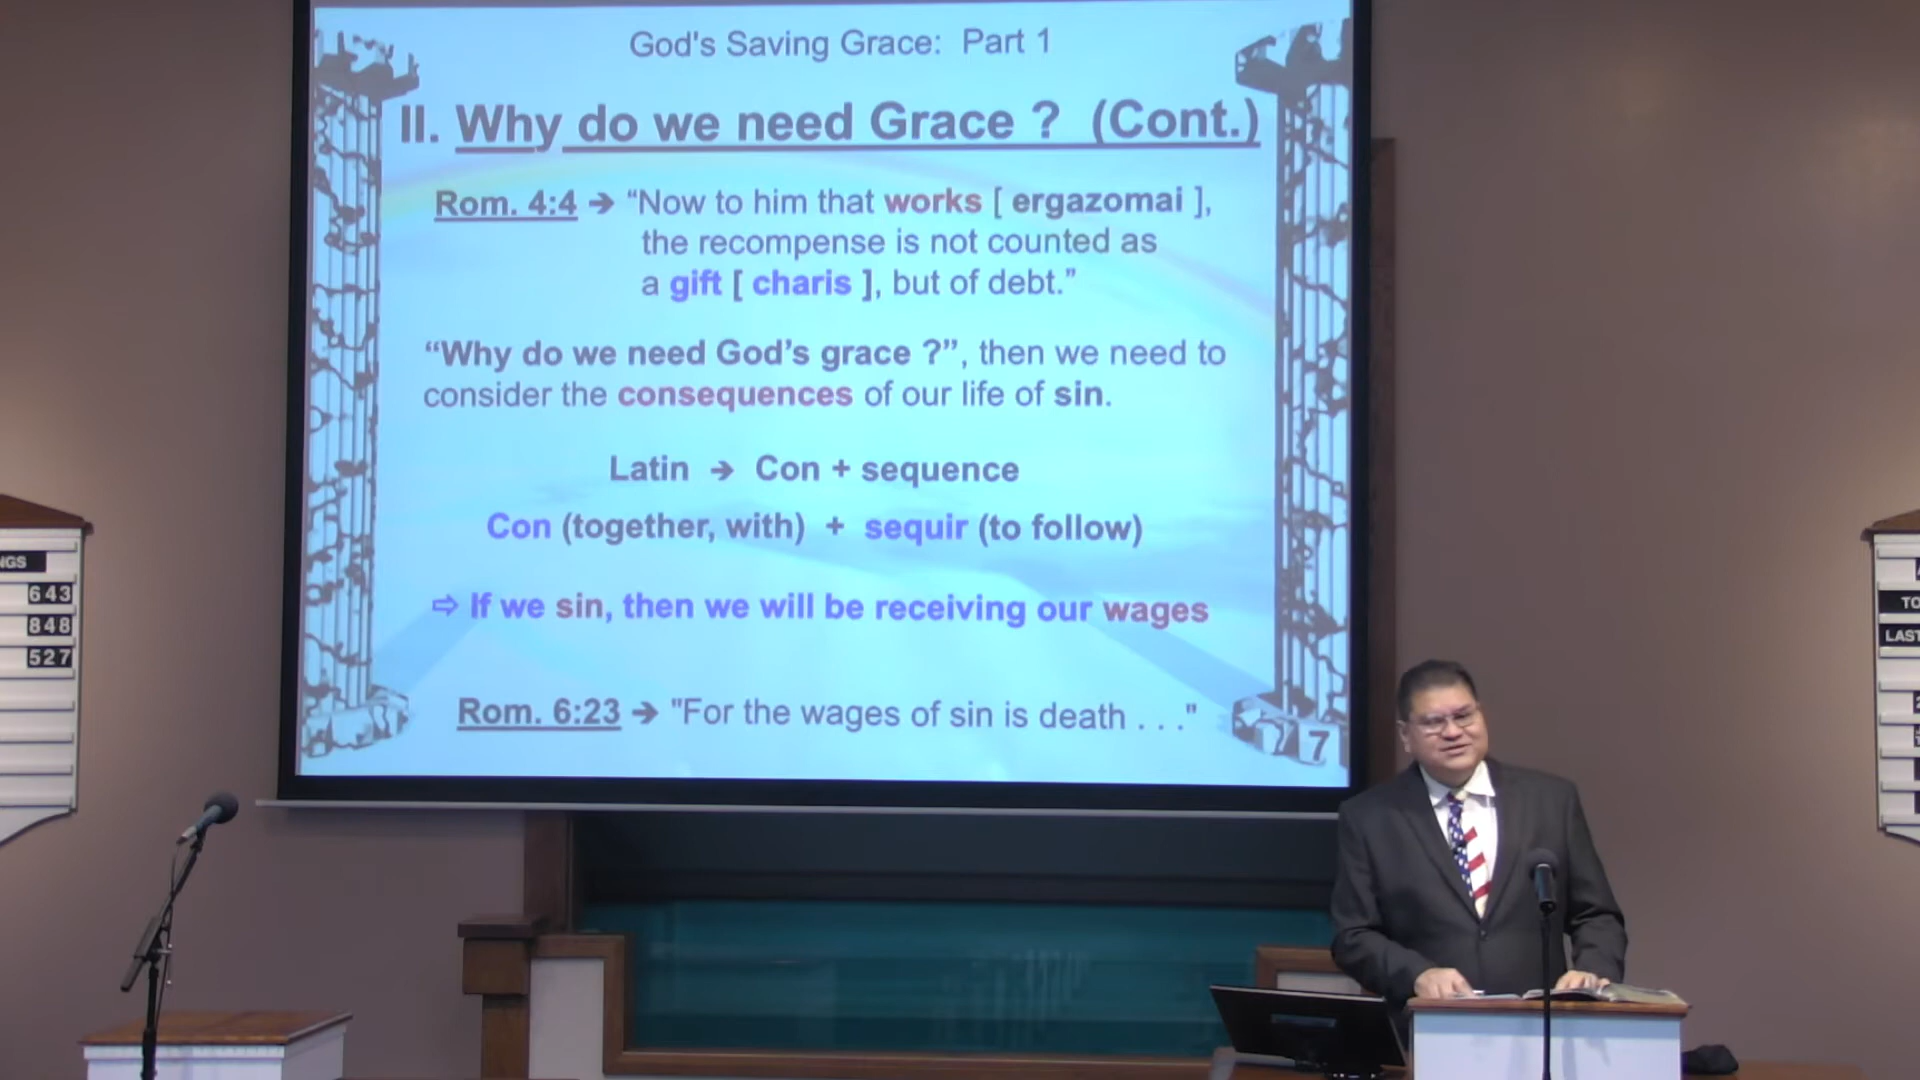 God's Saving Grace: Part 1
II. Why do we need Grace ? (Cont.)
Rom. 4:4 ➔ “Now to him that works [ ergazomai ],
the recompense is not counted as
a gift [ charis ], but of debt.”
“Why do we need God’s grace ?”, then we need to
consider the consequences of our life of sin.
Latin ➔ Con + sequence
Con (together, with) + sequir (to follow)
⇨ If we sin, then we will be receiving our wages
Rom. 6:23 ➔ "For the wages of sin is death . . ."
7
NGS
643
848
527
TO
LAST